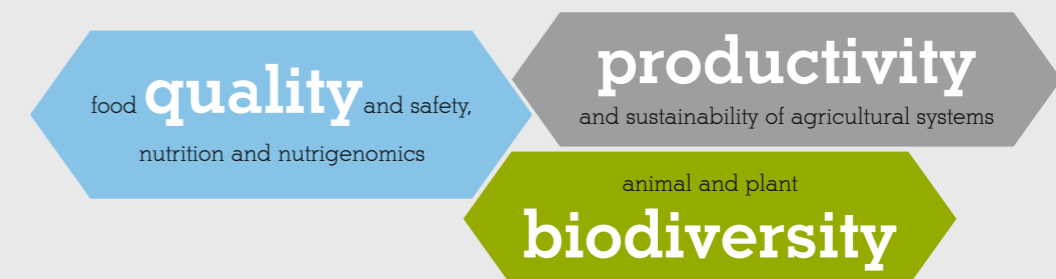 food quality and safety,
nutrition and nutrigenomics
productivity
and sustainability of agricultural systems
animal and plant
biodiversity